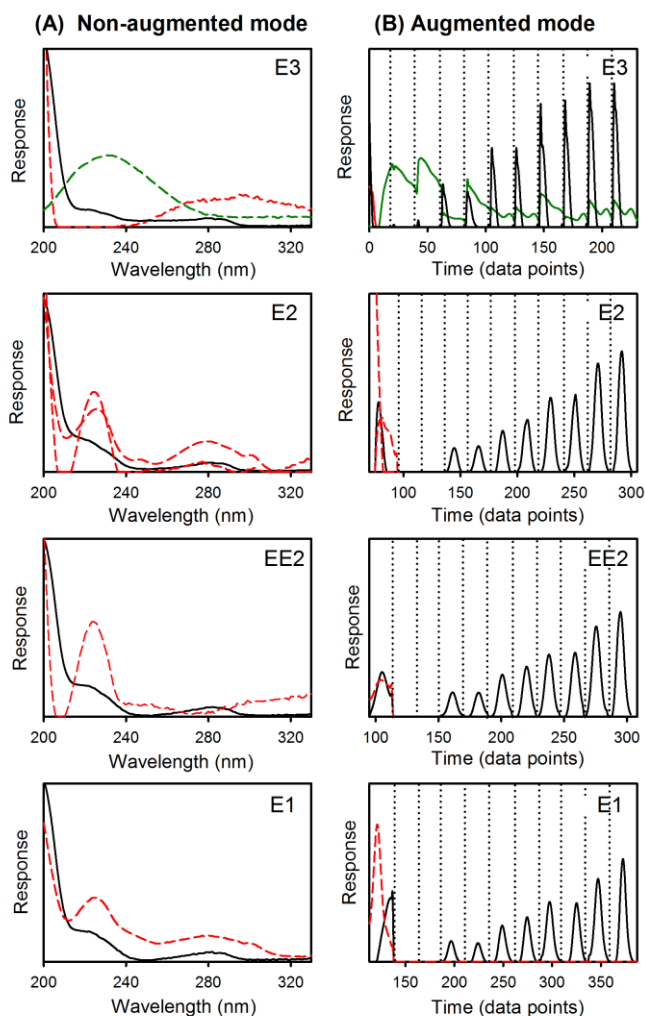 (A) Non-augmented mode
(B) Augmented mode
E3
Response
200 240 280 320
Wavelength (nm)
E3
Response
0 50 100 150 200
Time (data points)
E2
Response
200 240 280 320
Wavelength (nm)
E2
Response
100 150 200 250 300
Time (data points)
EE2
Response
200 240 280 320
Wavelength (nm)
EE2
Response
100 150 200 250 300
Time (data points)
E1
Response
200 240 280 320
Wavelength (nm)
E1
Response
150 200 250 300 350
Time (data points)